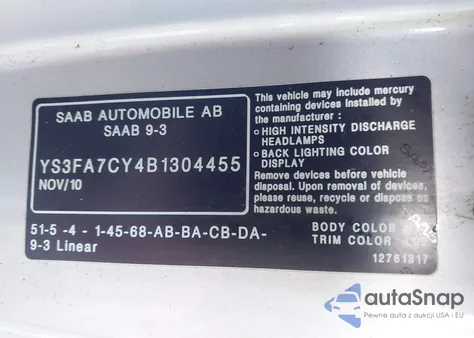 SAAB AUTOMOBILE AB
SAAB 9-3
YS3FA7CY4B1304455
NOV/10
51-5 -4 - 1-45-68-AB-BA-CB-DA-
9-3 Linear
This vehicle may include mercury
containing devices installed by
the manufacturer:
HIGH INTENSITY DISCHARGE
HEADLAMPS
BACK LIGHTING COLOR
DISPLAY
Remove devices before vehicle
disposal. Upon removal of devices,
please reuse, recycle or dispose as
hazardous waste.
BODY COLOR
TRIM COLOR
12761317
autoSnap
Pewny zakup z aukcji USA i EU